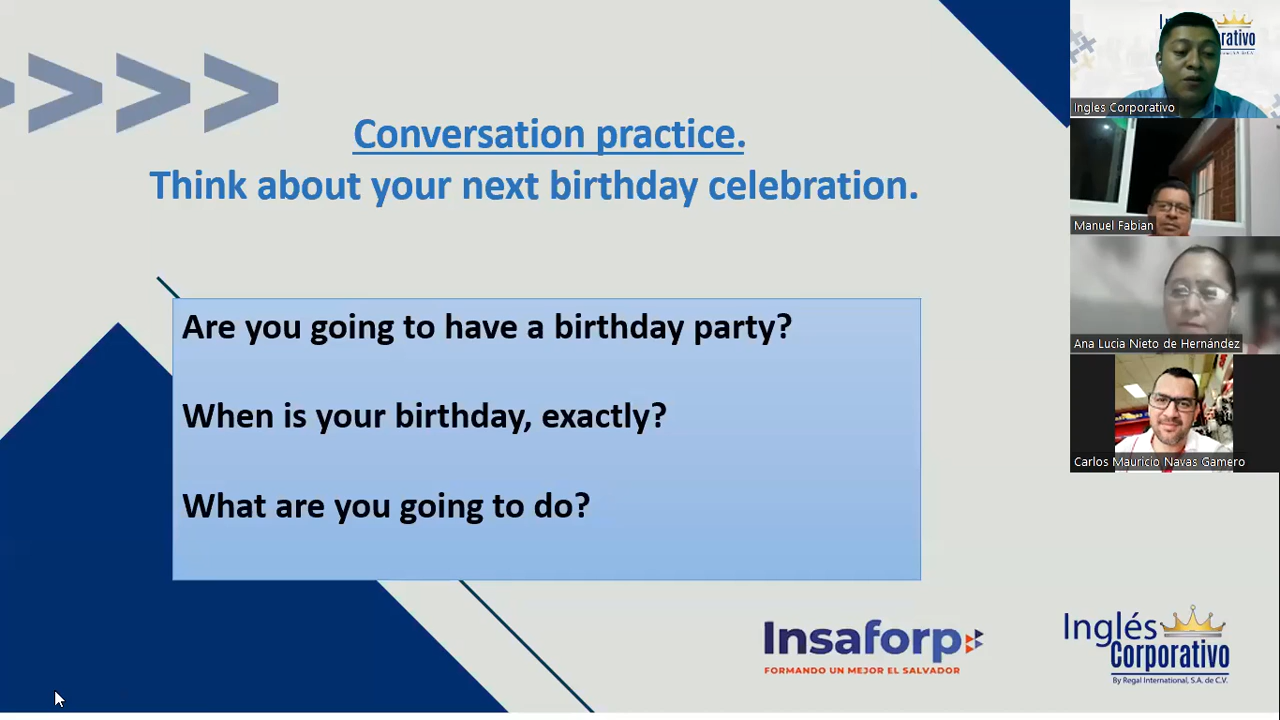 Conversation practice.
Think about your next birthday celebration.
Are you going to have a birthday party?
When is your birthday, exactly?
What are you going to do?
Insaforp
FORMANDO UN MEJOR EL SALVADOR
Inglés
Corporativo
By Regal International, S.A. de C.V.
Ingles Corporativo
Manuel Fabian
Ana Lucia Nieto de Hernández
Carlos Mauricio Navas Gamero